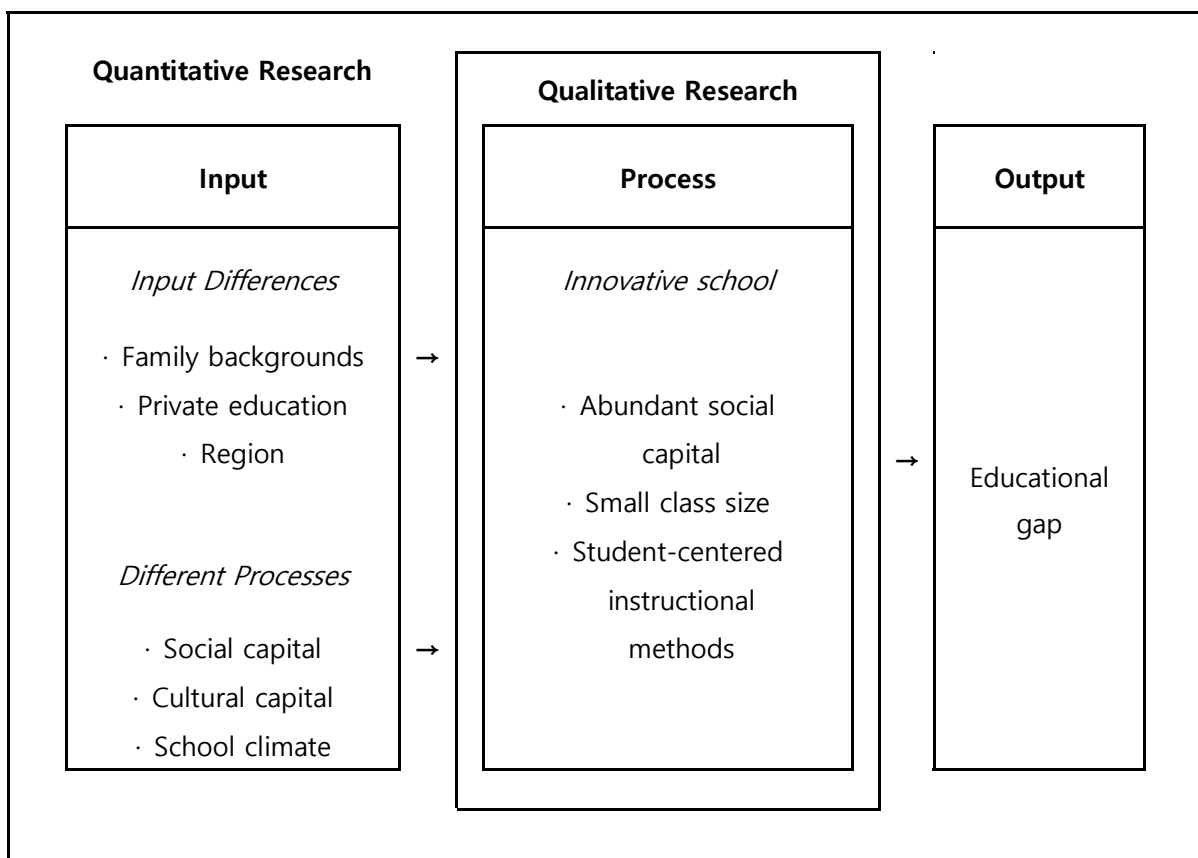 Quantitative Research
Input
Input Differences
· Family backgrounds
· Private education
· Region
Different Processes
· Social capital
· Cultural capital
· School climate
→
→
Qualitative Research
Process
Innovative school
· Abundant social
capital
· Small class size
· Student-centered
instructional
methods
→
Output
Educational
gap